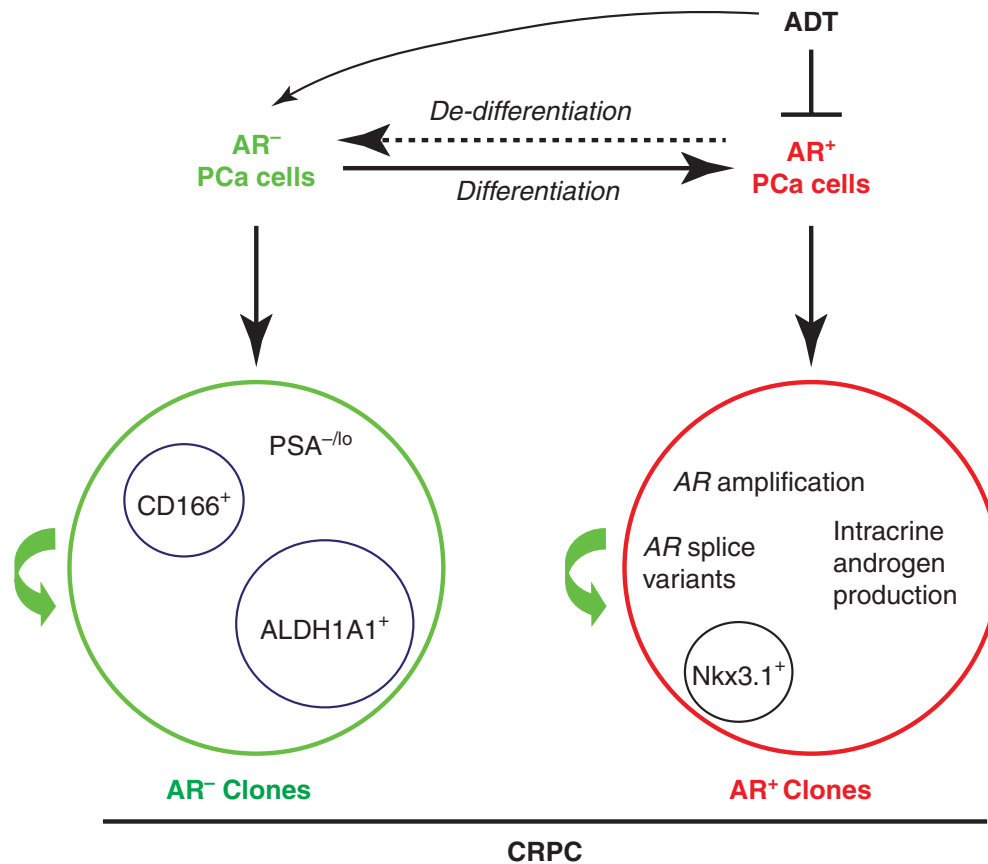 ADT
De-differentiation
AR⁻
PCa cells
AR⁺
PCa cells
Differentiation
PSA⁻/ˡᵒ
CD166⁺
ALDH1A1⁺
AR amplification
AR splice
variants
Intracrine
androgen
production
Nkx3.1⁺
AR⁻ Clones
AR⁺ Clones
CRPC